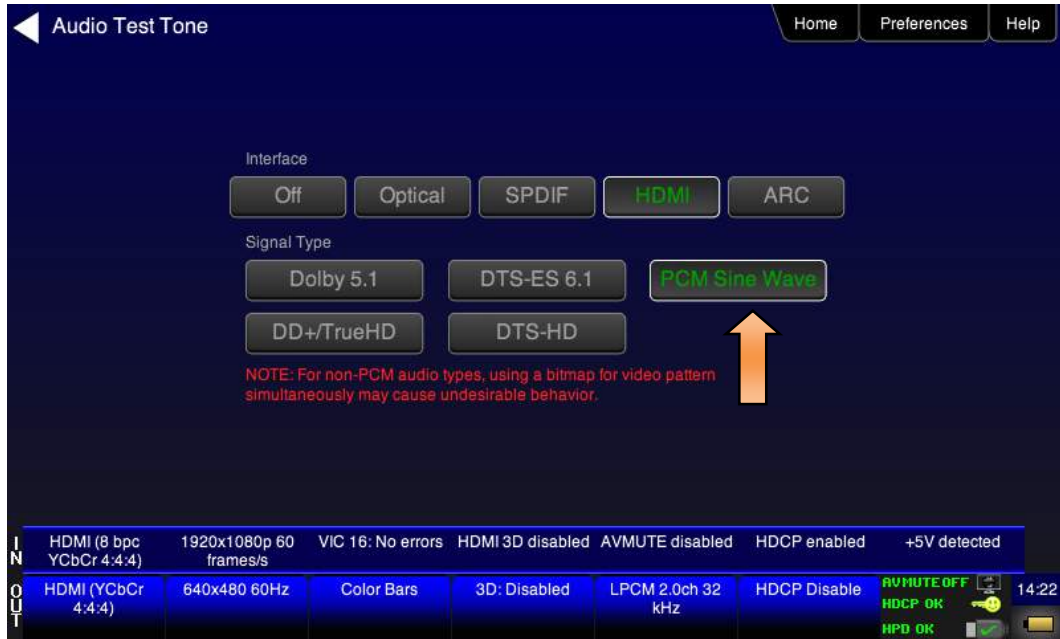 Audio Test Tone
Home
Preferences
Help
Interface
Off
Optical
SPDIF
HDMI
ARC
Signal Type
Dolby 5.1
DTS-ES 6.1
PCM Sine Wave
DD+/TrueHD
DTS-HD
NOTE: For non-PCM audio types, using a bitmap for video pattern
simultaneously may cause undesirable behavior.
IN
HDMI (8 bpc
YCbCr 4:4:4)
1920x1080p 60
frames/s
VIC 16: No errors
HDMI 3D disabled
AVMUTE disabled
HDCP enabled
+5V detected
OUT
HDMI (YCbCr
4:4:4)
640x480 60Hz
Color Bars
3D: Disabled
LPCM 2.0ch 32
kHz
HDCP Disable
AVMUTE OFF
HDCP OK
HPD OK
14:22